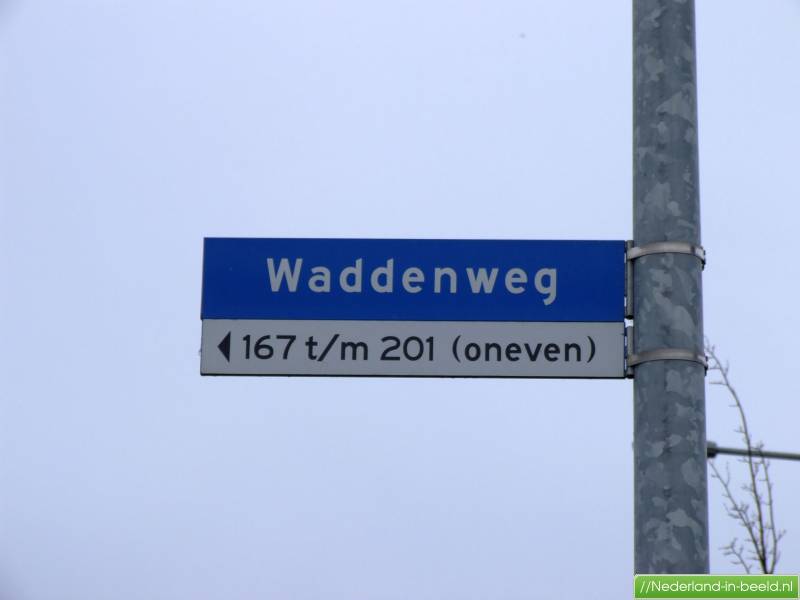 Waddenweg
167 t/m 201 (oneven)
//Nederland-in-beeld.nl